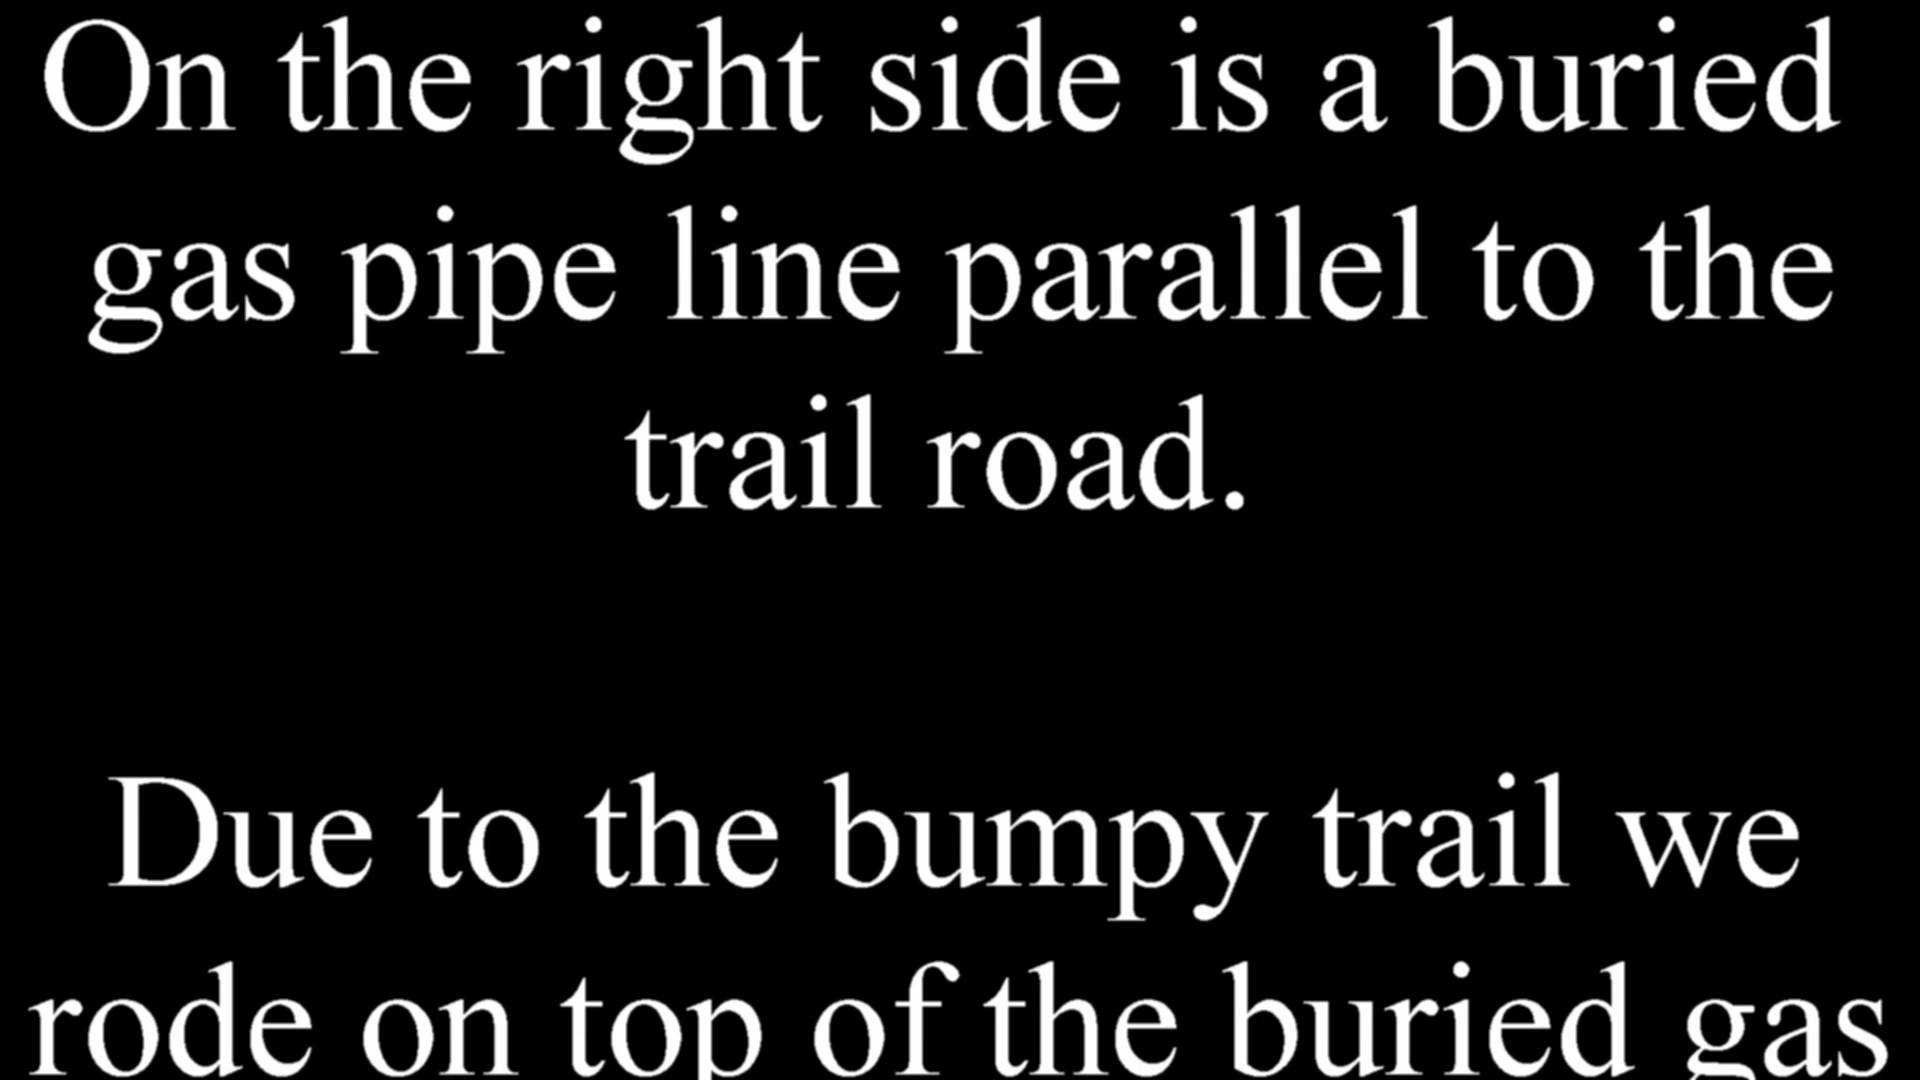 On the right side is a buried
gas pipe line parallel to the
trail road.
Due to the bumpy trail we
rode on top of the buried gas